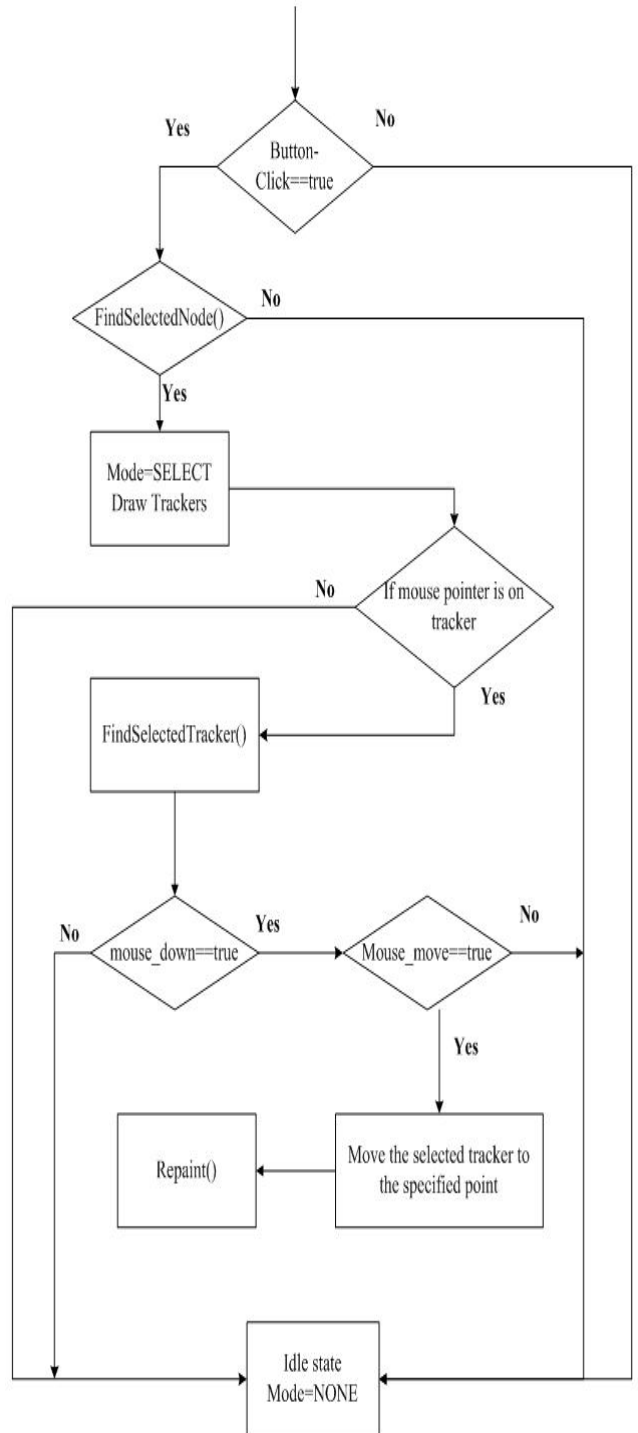 Yes
No
Button-
Click==true
FindSelectedNode()
No
Yes
Mode=SELECT
Draw Trackers
No
If mouse pointer is on
tracker
Yes
FindSelectedTracker()
No
mouse_down==true
Yes
Mouse_move==true
No
Yes
Repaint()
Move the selected tracker to
the specified point
Idle state
Mode=NONE